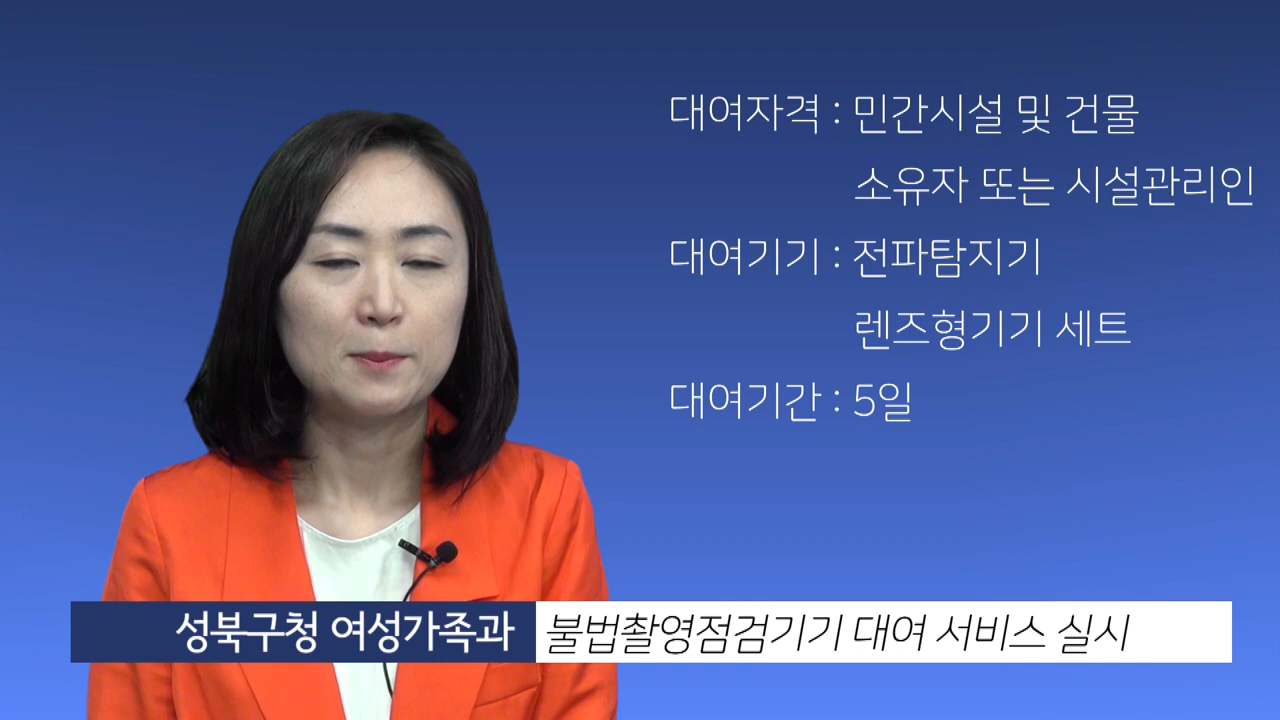 대여자격 : 민간시설 및 건물
소유자 또는 시설관리인
대여기기 : 전파탐지기
렌즈형기기 세트
대여기간 : 5일
성북구청 여성가족과 불법촬영점검기기 대여 서비스 실시